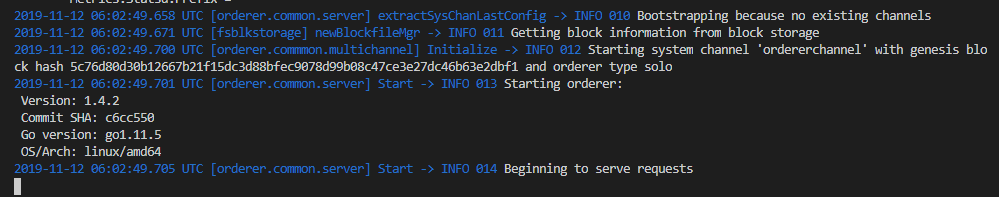 Metrics.Statsd.Prefix =
2019-11-12 06:02:49.658 UTC [orderer.common.server] extractSysChanLastConfig -> INFO 010 Bootstrapping because no existing channels
2019-11-12 06:02:49.671 UTC [fsblkstorage] newBlockfileMgr -> INFO 011 Getting block information from block storage
2019-11-12 06:02:49.700 UTC [orderer.commmon.multichannel] Initialize -> INFO 012 Starting system channel 'ordererchannel' with genesis blo
ck hash 5c76d80d30b12667b21f15dc3d88bfec9078d99b08c47ce3e27dc46b63e2dbf1 and orderer type solo
2019-11-12 06:02:49.701 UTC [orderer.common.server] Start -> INFO 013 Starting orderer:
Version: 1.4.2
Commit SHA: c6cc550
Go version: go1.11.5
OS/Arch: linux/amd64
2019-11-12 06:02:49.705 UTC [orderer.common.server] Start -> INFO 014 Beginning to serve requests